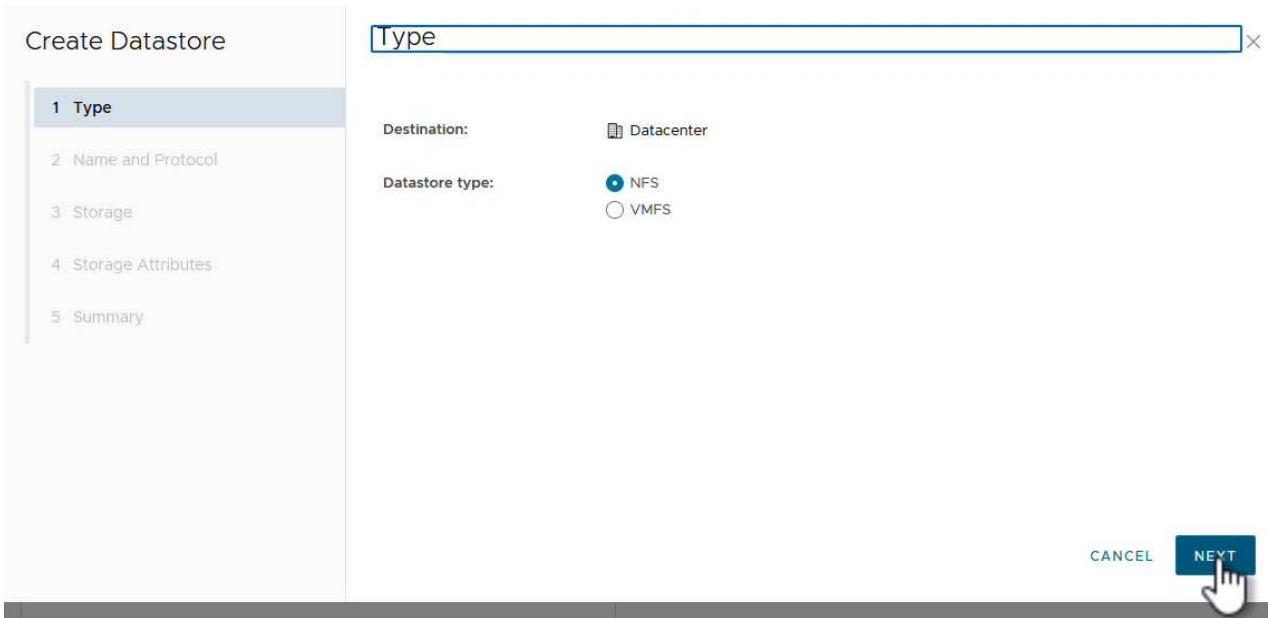 Create Datastore
1 Type
2 Name and Protocol
3 Storage
4 Storage Attributes
5 Summary
Type
Destination: Datacenter
Datastore type: NFS
VMFS
CANCEL NEXT